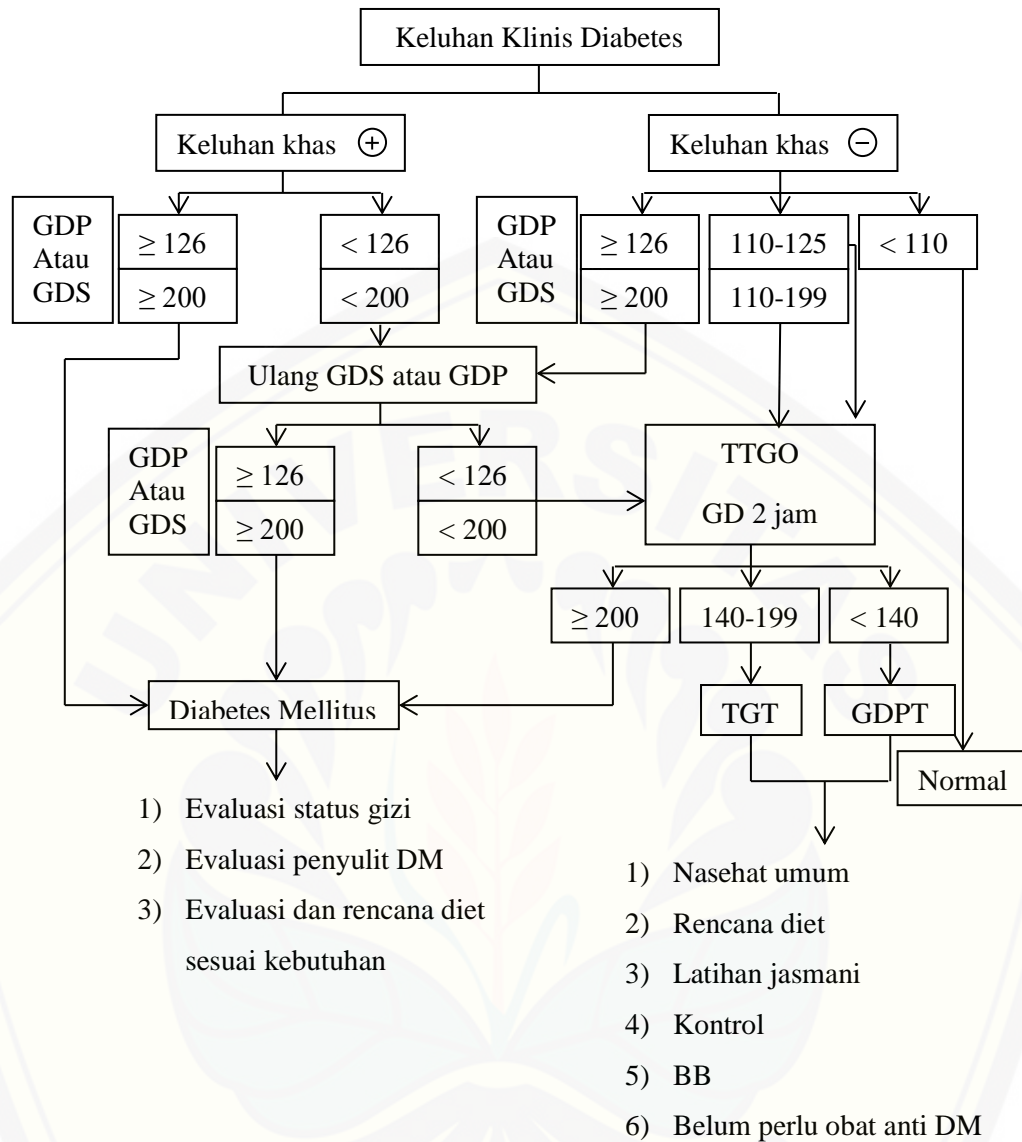 Keluhan Klinis Diabetes
Keluhan khas +
Keluhan khas −
GDP
Atau
GDS
≥ 126
≥ 200
< 126
< 200
GDP
Atau
GDS
≥ 126
≥ 200
110-125
110-199
< 110
Ulang GDS atau GDP
GDP
Atau
GDS
≥ 126
≥ 200
< 126
< 200
TTGO
GD 2 jam
≥ 200
140-199
< 140
Diabetes Mellitus
TGT
GDPT
Normal
1) Evaluasi status gizi
2) Evaluasi penyulit DM
3) Evaluasi dan rencana diet
sesuai kebutuhan
1) Nasehat umum
2) Rencana diet
3) Latihan jasmani
4) Kontrol
5) BB
6) Belum perlu obat anti DM
UNIVERSITAS